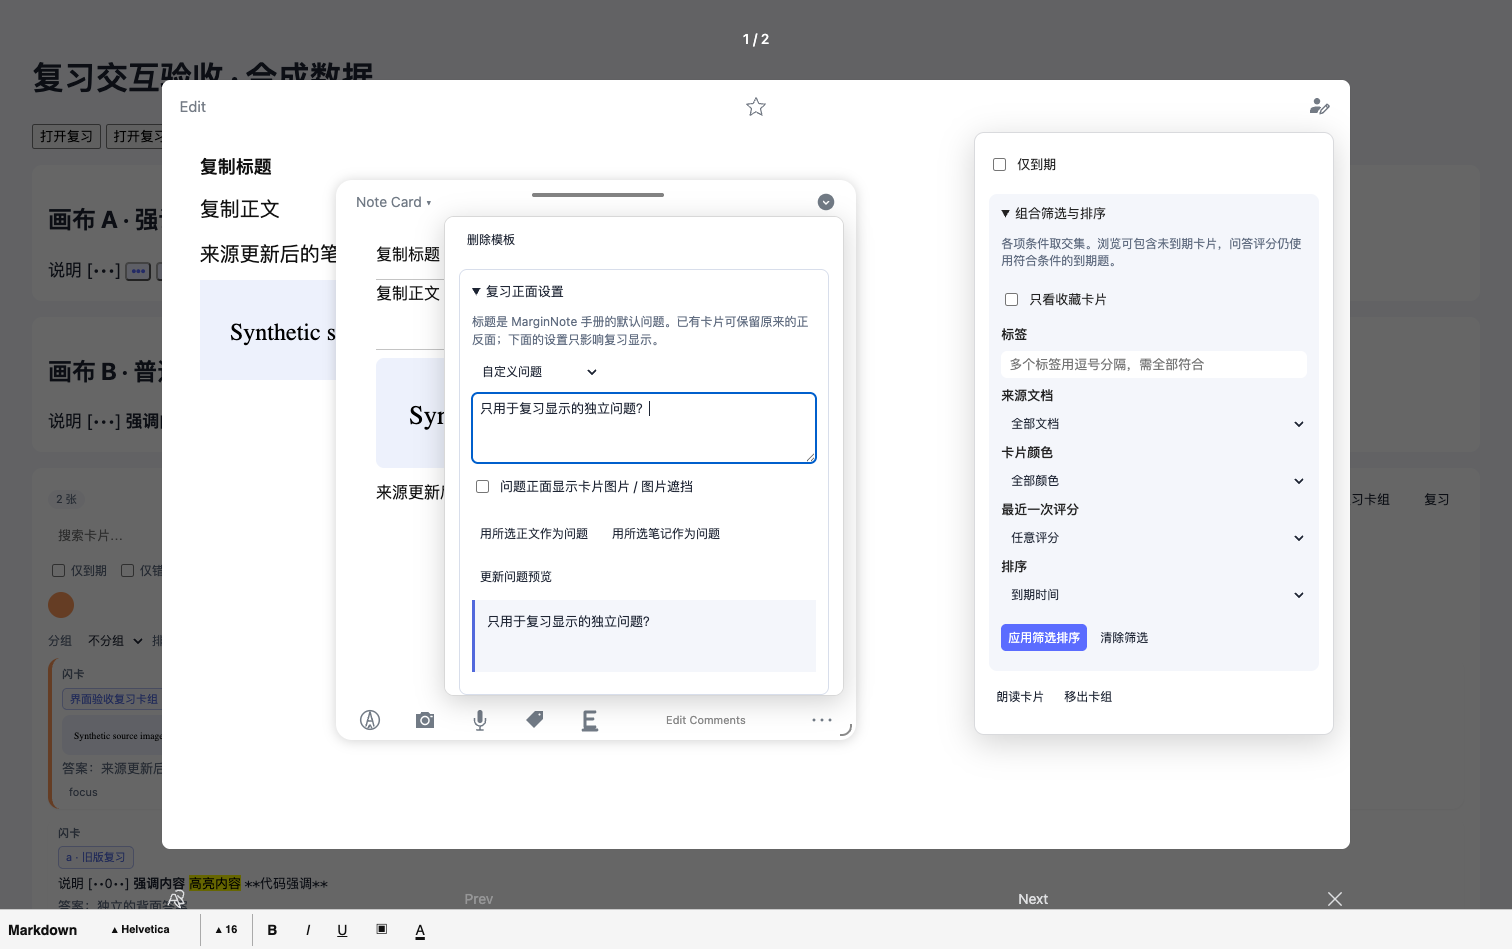 1 / 2
复习交互验收 · 合成数据
打开复习
Edit
画布 A · 强
说明 [•••] •••
画布 B · 普
说明 [•••] 强调内
2 张
搜索卡片...
仅到期
仅错
分组 不分组 排
闪卡
界面验收复习卡组
Synthetic source image
答案：来源更新后
focus
闪卡
a · 旧版复习
说明 [••0••] 强调内容 高亮内容 **代码强调**
答案：独立的背面答案
习卡组
复习
复制标题
复制正文
来源更新后的笔
Synthetic s
Note Card ▾
复制标题
复制正文
Syn
来源更新后
删除模板
▼ 复习正面设置
标题是 MarginNote 手册的默认问题。已有卡片可保留原来的正
反面；下面的设置只影响复习显示。
自定义问题
只用于复习显示的独立问题？
问题正面显示卡片图片 / 图片遮挡
用所选正文作为问题
用所选笔记作为问题
更新问题预览
只用于复习显示的独立问题？
Edit Comments
仅到期
▼ 组合筛选与排序
各项条件取交集。浏览可包含未到期卡片，问答评分仍使
用符合条件的到期题。
只看收藏卡片
标签
多个标签用逗号分隔，需全部符合
来源文档
全部文档
卡片颜色
全部颜色
最近一次评分
任意评分
排序
到期时间
应用筛选排序
清除筛选
朗读卡片
移出卡组
Prev
Next
Markdown
▲ Helvetica
▲ 16
B
I
U
A